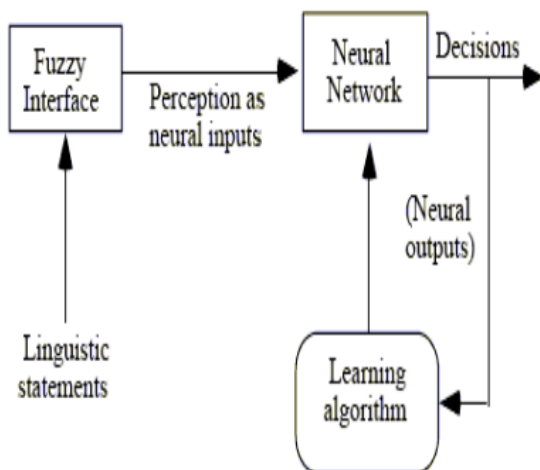 Fuzzy
Interface
Perception as
neural inputs
Neural
Network
Decisions
(Neural
outputs)
Linguistic
statements
Learning
algorithm